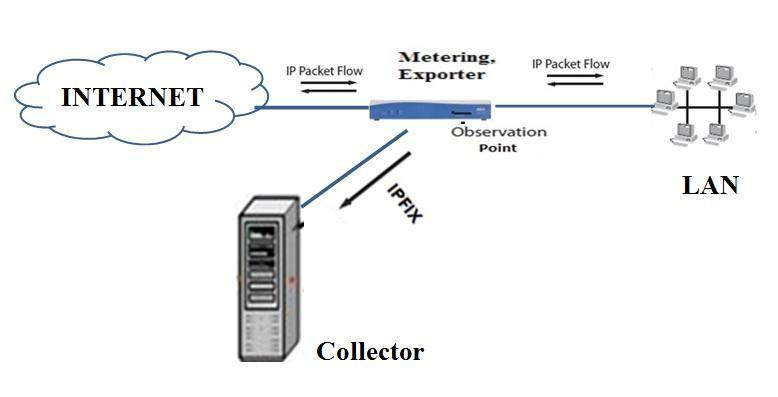 IP Packet Flow
Metering,
Exporter
IP Packet Flow
INTERNET
Observation
Point
LAN
IPFIX
Collector